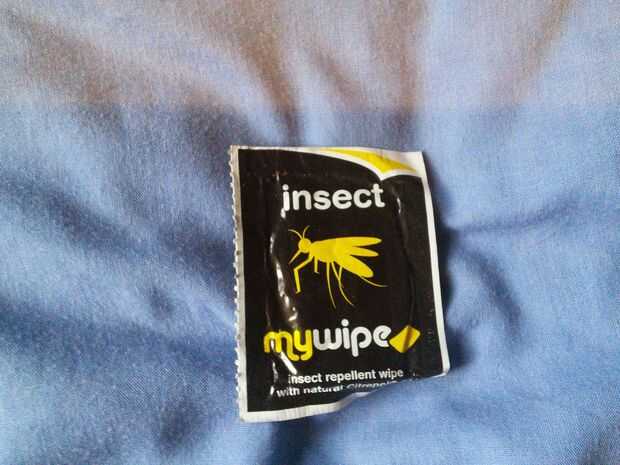 insect
mywipe
insect repellent wipe
with natural